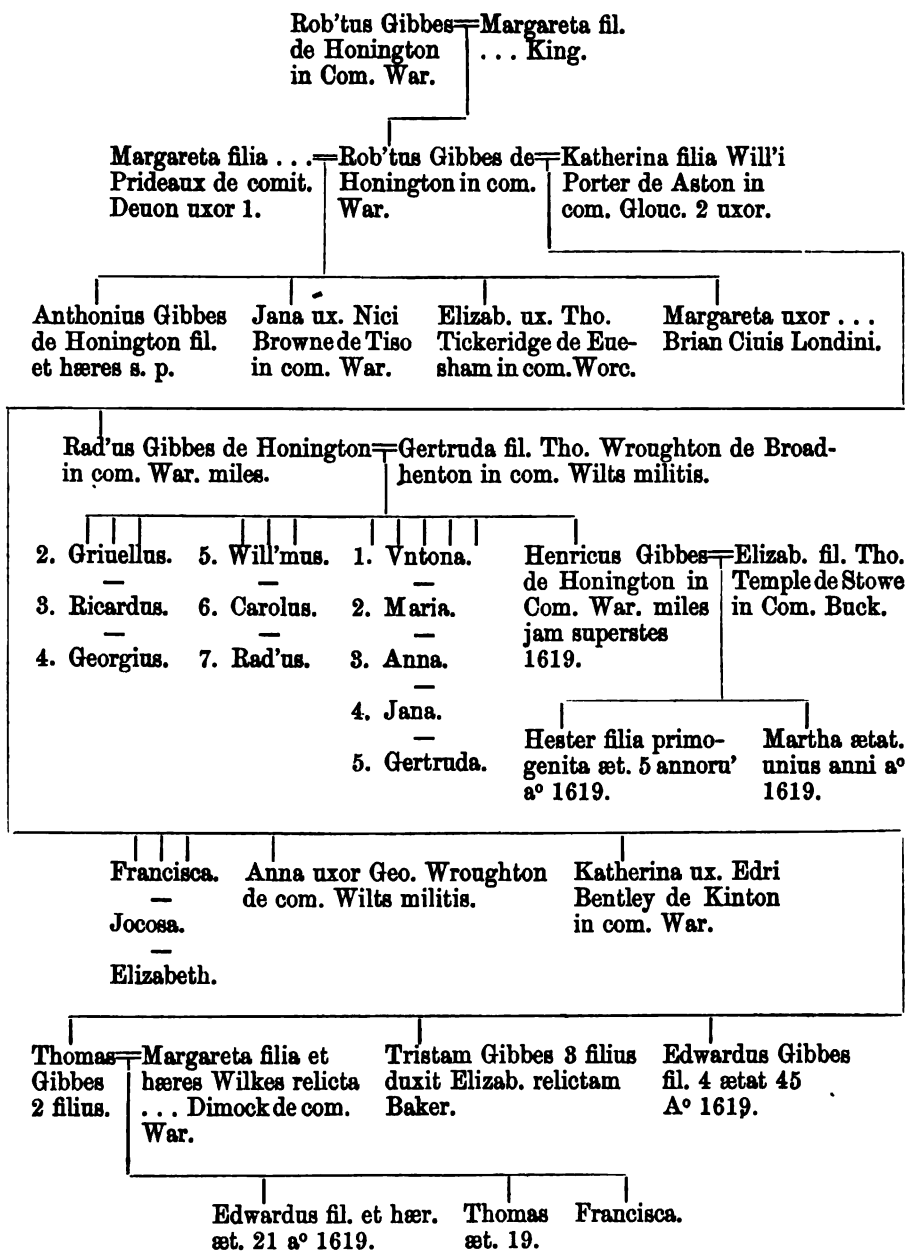 Rob'tus Gibbes=Margareta fil.
de Honington . . . King.
in Com. War.
Margareta filia . . .=Rob'tus Gibbes de=Katherina filia Will'i
Prideaux de comit. Honington in com. Porter de Aston in
Deuon uxor 1. War. com. Glouc. 2 uxor.
Anthonius Gibbes
de Honington fil.
et hæres s. p.
Jana ux. Nici
Browne de Tiso
in com. War.
Elizab. ux. Tho.
Tickeridge de Eue-
sham in com. Worc.
Margareta uxor . . .
Brian Ciuis Londini.
Rad'us Gibbes de Honington=Gertruda fil. Tho. Wroughton de Broad-
in com. War. miles. henton in com. Wilts militis.
2. Griuellus.
3. Ricardus.
4. Georgius.
5. Will'mus.
6. Carolus.
7. Rad'us.
1. Vntona.
2. Maria.
3. Anna.
4. Jana.
5. Gertruda.
Henricus Gibbes=Elizab. fil. Tho.
de Honington in Temple de Stowe
Com. War. miles in Com. Buck.
jam superstes
1619.
Hester filia primo-
genita æt. 5 annoru'
aº 1619.
Martha ætat.
unius anni aº
1619.
Francisca.
Jocosa.
Elizabeth.
Anna uxor Geo. Wroughton
de com. Wilts militis.
Katherina ux. Edri
Bentley de Kinton
in com. War.
Thomas=Margareta filia et
Gibbes hæres Wilkes relicta
2 filius. . . . Dimock de com.
War.
Tristam Gibbes 3 filius
duxit Elizab. relictam
Baker.
Edwardus Gibbes
fil. 4 ætat 45
Aº 1619.
Edwardus fil. et hær.
æt. 21 aº 1619.
Thomas
æt. 19.
Francisca.